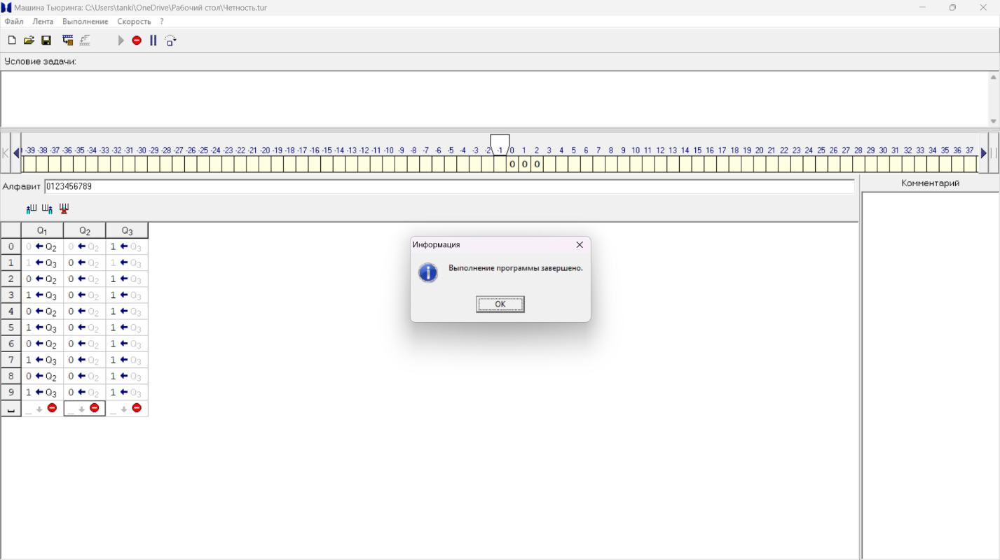 Машина Тьюринга: C:\Users\tanki\OneDrive\Рабочий стол\Четность.tur
Файл Лента Выполнение Скорость ?
Условие задачи:
-39 -38 -37 -36 -35 -34 -33 -32 -31 -30 -29 -28 -27 -26 -25 -24 -23 -22 -21 -20 -19 -18 -17 -16 -15 -14 -13 -12 -11 -10 -9 -8 -7 -6 -5 -4 -3 -2 -1 0 1 2 3 4 5 6 7 8 9 10 11 12 13 14 15 16 17 18 19 20 21 22 23 24 25 26 27 28 29 30 31 32 33 34 35 36 37
0 0 0
Алфавит 0123456789
Комментарий
Q1 Q2 Q3
0 0 ← Q2 0 ← Q2 1 ← Q3
1 1 ← Q3 0 ← Q2 1 ← Q3
2 0 ← Q2 0 ← Q2 1 ← Q3
3 1 ← Q3 0 ← Q2 1 ← Q3
4 0 ← Q2 0 ← Q2 1 ← Q3
5 1 ← Q3 0 ← Q2 1 ← Q3
6 0 ← Q2 0 ← Q2 1 ← Q3
7 1 ← Q3 0 ← Q2 1 ← Q3
8 0 ← Q2 0 ← Q2 1 ← Q3
9 1 ← Q3 0 ← Q2 1 ← Q3
_ ↓ _ ↓ _ ↓
Информация
Выполнение программы завершено.
OK